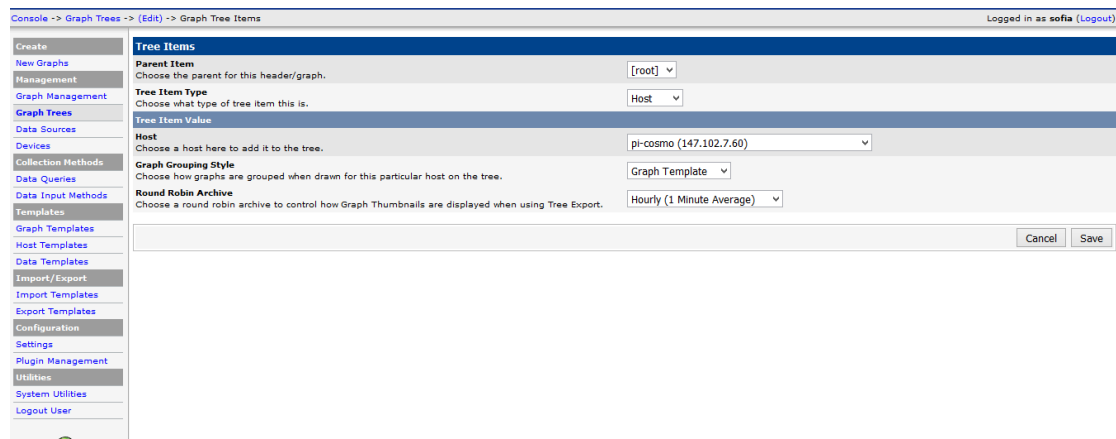 Console -> Graph Trees -> (Edit) -> Graph Tree Items
Logged in as sofia (Logout)
Create
New Graphs
Management
Graph Management
Graph Trees
Data Sources
Devices
Collection Methods
Data Queries
Data Input Methods
Templates
Graph Templates
Host Templates
Data Templates
Import/Export
Import Templates
Export Templates
Configuration
Settings
Plugin Management
Utilities
System Utilities
Logout User
Tree Items
Parent Item
Choose the parent for this header/graph.
[root]
Tree Item Type
Choose what type of tree item this is.
Host
Tree Item Value
Host
Choose a host here to add it to the tree.
pi-cosmo (147.102.7.60)
Graph Grouping Style
Choose how graphs are grouped when drawn for this particular host on the tree.
Graph Template
Round Robin Archive
Choose a round robin archive to control how Graph Thumbnails are displayed when using Tree Export.
Hourly (1 Minute Average)
Cancel
Save